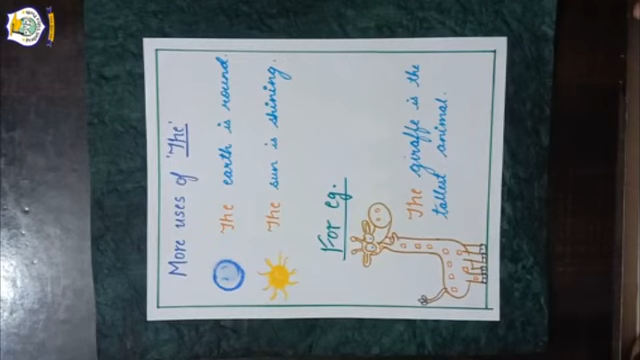 More uses of 'The'
The earth is round.
The sun is shining.
For eg.
The giraffe is the
tallest animal.